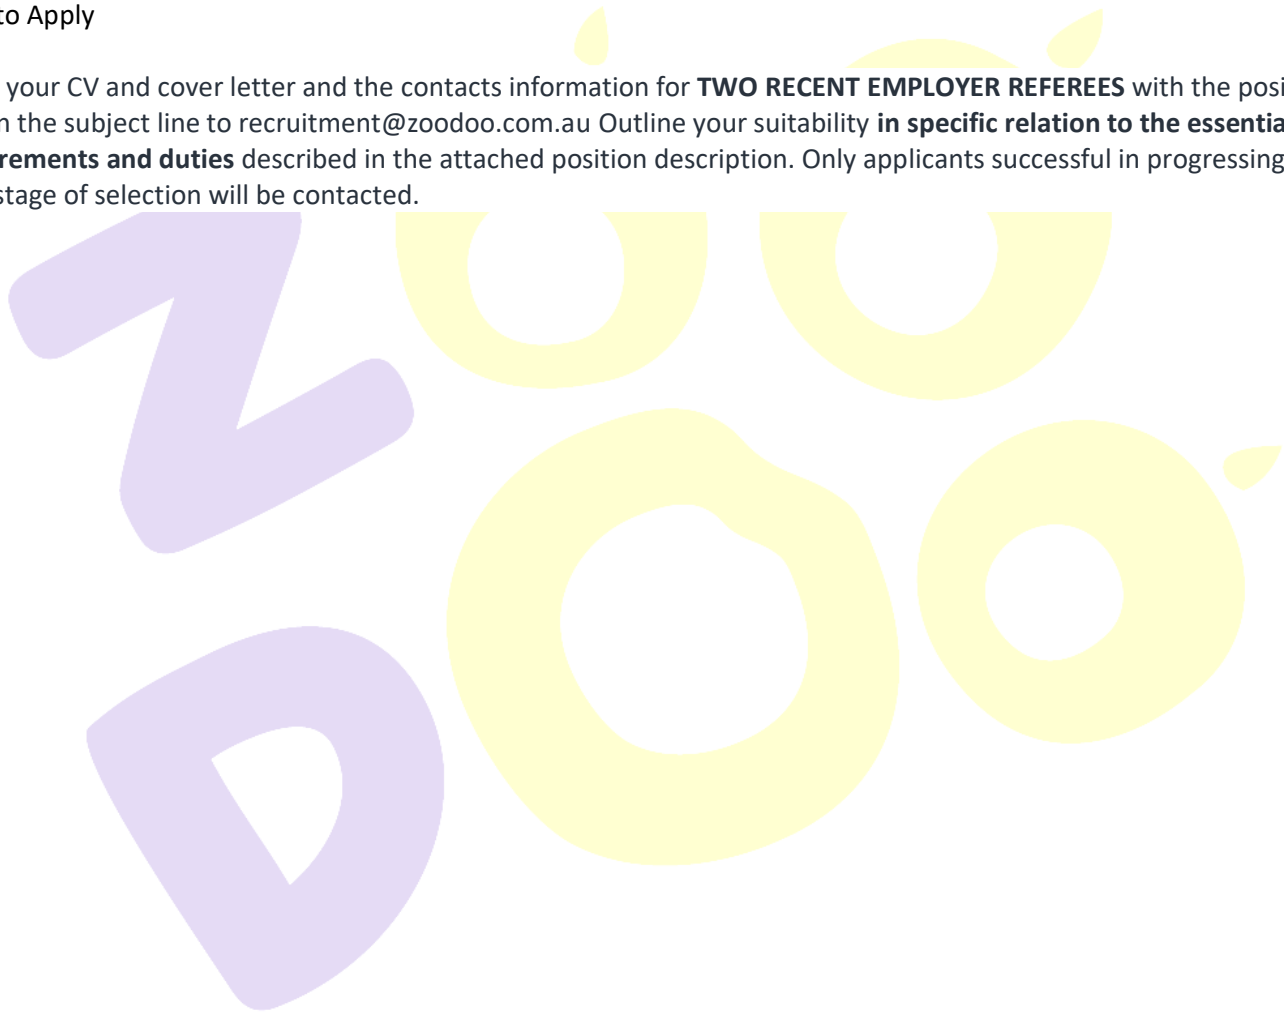 to Apply
your CV and cover letter and the contacts information for TWO RECENT EMPLOYER REFEREES with the posi
n the subject line to recruitment@zoodoo.com.au Outline your suitability in specific relation to the essentia
rements and duties described in the attached position description. Only applicants successful in progressing
stage of selection will be contacted.
ZOO
DOO